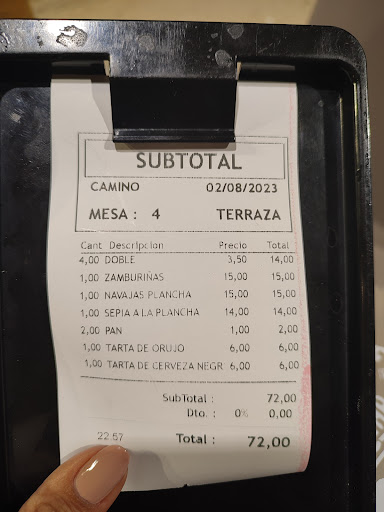 SUBTOTAL
CAMINO 02/08/2023
MESA : 4 TERRAZA
Cant Descripcion Precio Total
4,00 DOBLE 3,50 14,00
1,00 ZAMBURIÑAS 15,00 15,00
1,00 NAVAJAS PLANCHA 15,00 15,00
1,00 SEPIA A LA PLANCHA 14,00 14,00
2,00 PAN 1,00 2,00
1,00 TARTA DE ORUJO 6,00 6,00
1,00 TARTA DE CERVEZA NEGR 6,00 6,00
SubTotal : 72,00
Dto. : 0% 0,00
22:57 Total : 72,00